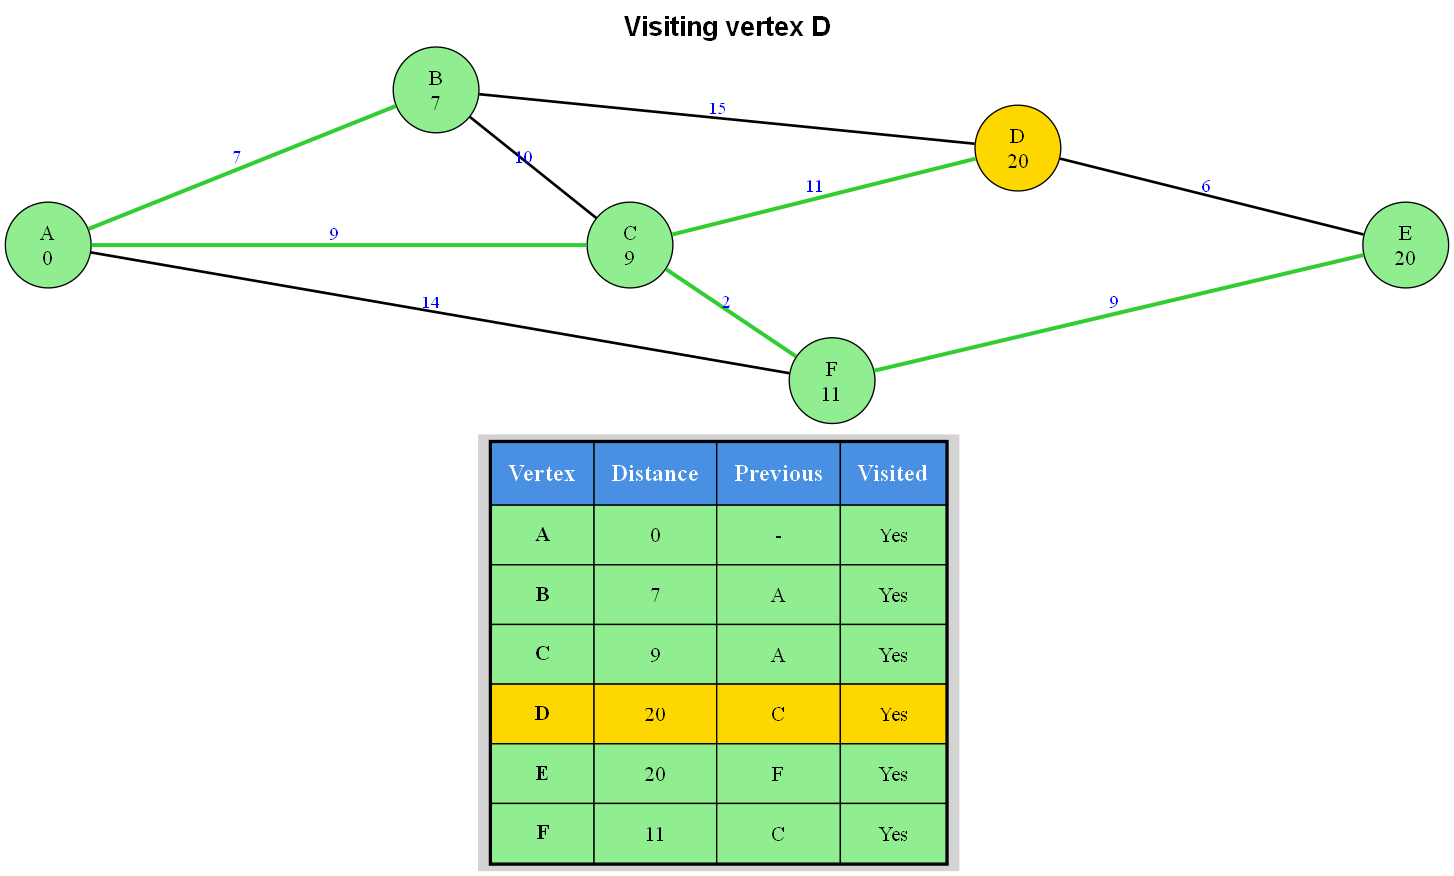 Visiting vertex D
B
7
15
D
20
7
10
11
6
A
0
9
C
9
E
20
14
2
9
F
11
Vertex Distance Previous Visited
A 0 - Yes
B 7 A Yes
C 9 A Yes
D 20 C Yes
E 20 F Yes
F 11 C Yes